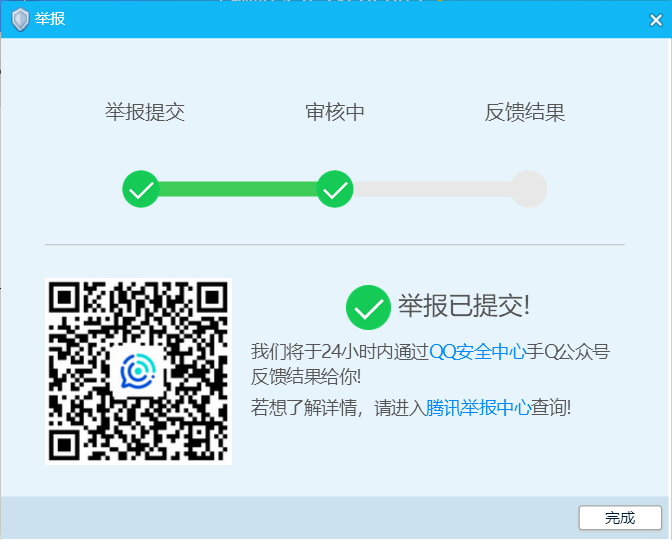 举报
举报提交 审核中 反馈结果
举报已提交!
我们将于24小时内通过QQ安全中心手Q公众号
反馈结果给你!
若想了解详情，请进入腾讯举报中心查询!
完成